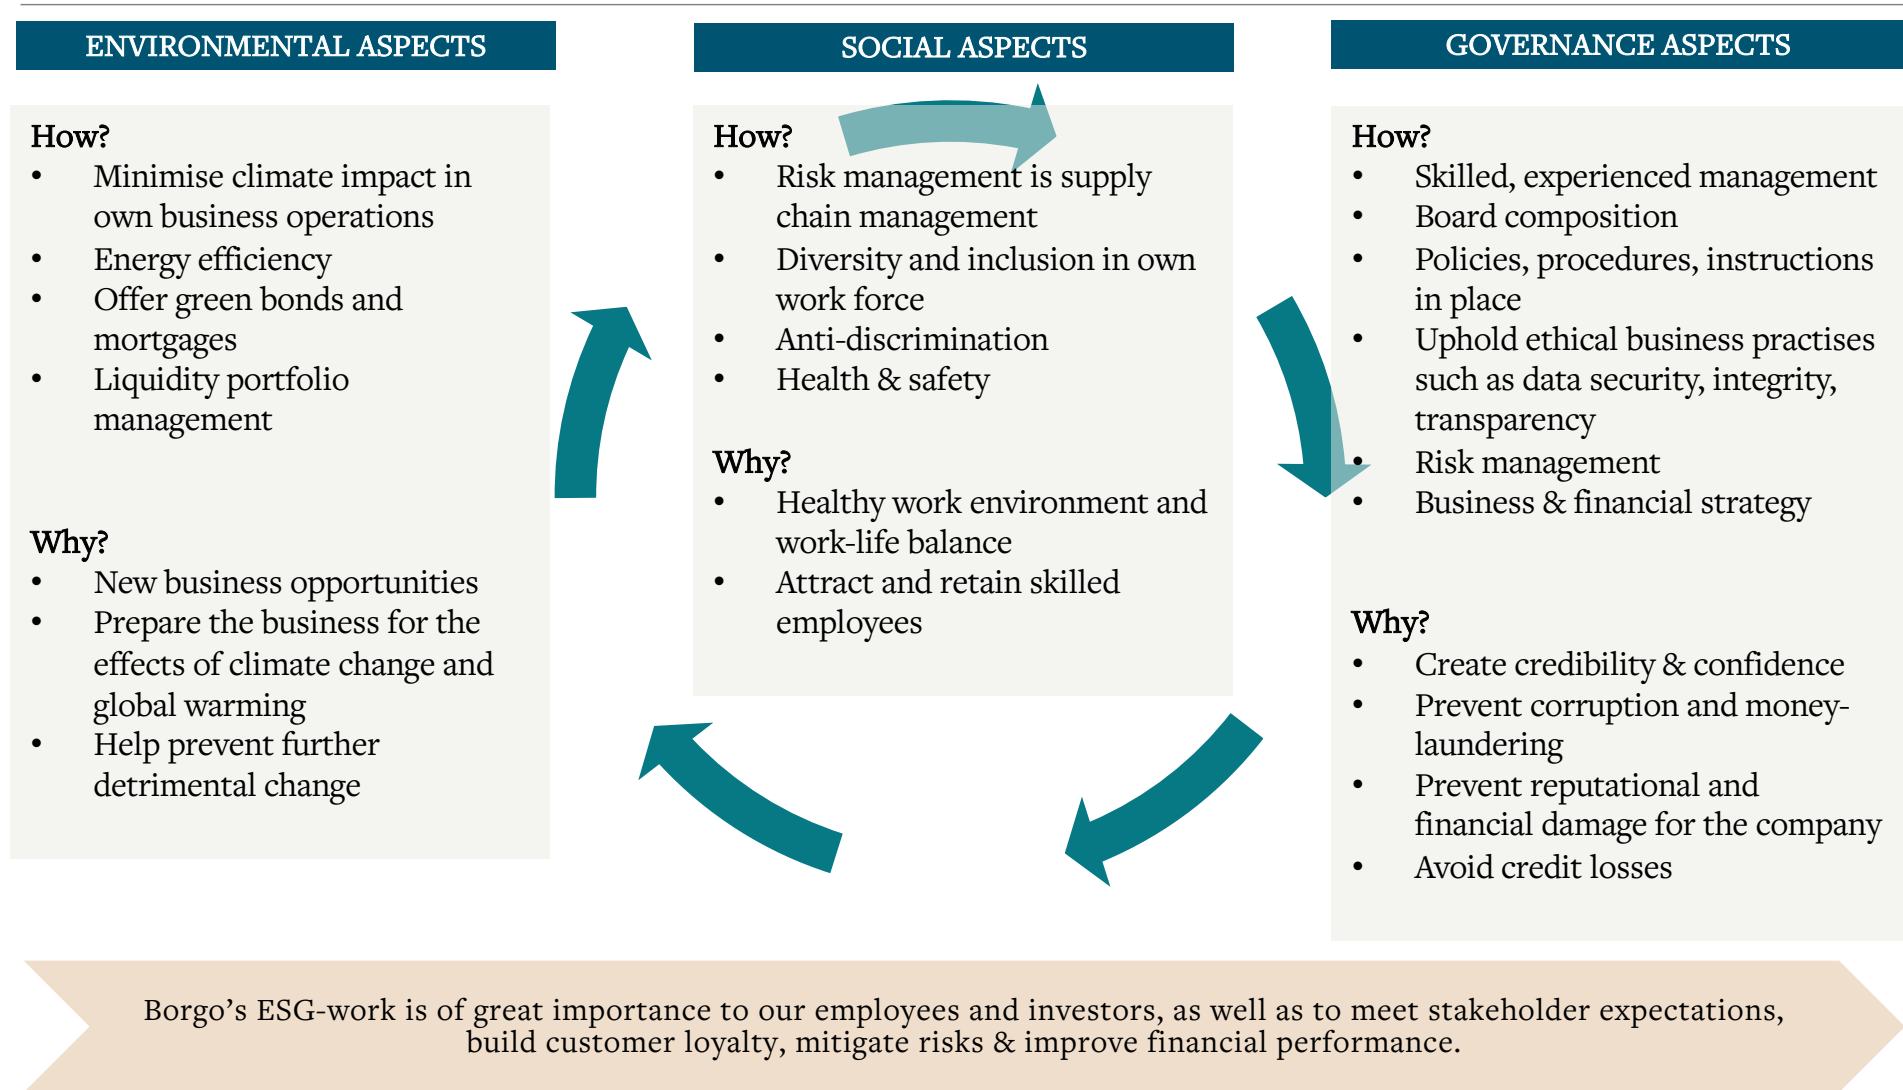 ENVIRONMENTAL ASPECTS
How?
• Minimise climate impact in
own business operations
• Energy efficiency
• Offer green bonds and
mortgages
• Liquidity portfolio
management
Why?
• New business opportunities
• Prepare the business for the
effects of climate change and
global warming
• Help prevent further
detrimental change
SOCIAL ASPECTS
How?
• Risk management is supply
chain management
• Diversity and inclusion in own
work force
• Anti-discrimination
• Health & safety
Why?
• Healthy work environment and
work-life balance
• Attract and retain skilled
employees
GOVERNANCE ASPECTS
How?
• Skilled, experienced management
• Board composition
• Policies, procedures, instructions
in place
• Uphold ethical business practises
such as data security, integrity,
transparency
• Risk management
• Business & financial strategy
Why?
• Create credibility & confidence
• Prevent corruption and money-
laundering
• Prevent reputational and
financial damage for the company
• Avoid credit losses
Borgo’s ESG-work is of great importance to our employees and investors, as well as to meet stakeholder expectations,
build customer loyalty, mitigate risks & improve financial performance.